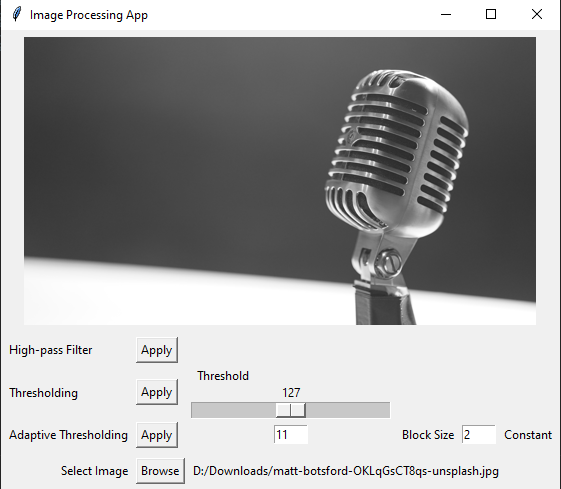 Image Processing App
High-pass Filter Apply
Threshold
Thresholding Apply 127
Adaptive Thresholding Apply 11 Block Size 2 Constant
Select Image Browse D:/Downloads/matt-botsford-OKLqGsCT8qs-unsplash.jpg